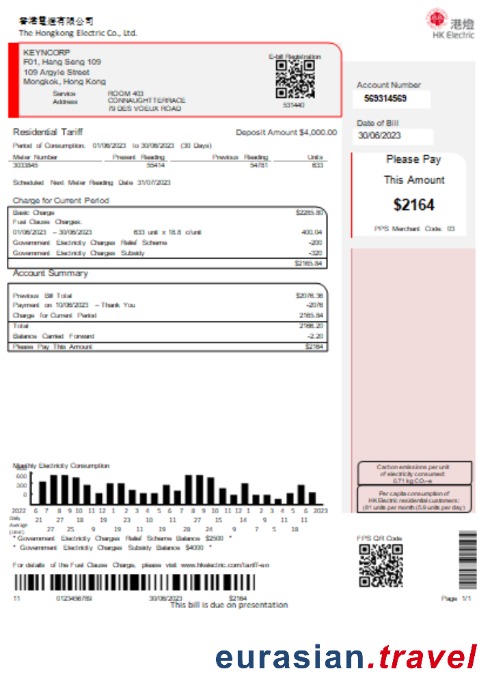 香港電燈有限公司
The Hongkong Electric Co., Ltd.
港燈
HK Electric
KEYNCORP
F01, Hang Seng 109
109 Argyle Street
Mongkok, Hong Kong
Service Address
ROOM 403
CONNAUGHT TERRACE
79 DES VOEUX ROAD
E-bill Registration
531440
Account Number
569314569
Date of Bill
30/06/2023
Please Pay
This Amount
$2164
PPS Merchant Code: 03
Residential Tariff Deposit Amount $4,000.00
Period of Consumption: 01/06/2023 to 30/06/2023 (30 Days)
Meter Number Present Reading Previous Reading Units
3033845 55414 54781 633
Scheduled Next Meter Reading Date 31/07/2023
Charge for Current Period
Basic Charge $2285.80
Fuel Clause Charges:
01/06/2023 – 30/06/2023 633 unit x 18.8 c/unit 400.04
Government Electricity Charges Relief Scheme -200
Government Electricity Charges Subsidy -320
$2165.84
Account Summary
Previous Bill Total $2076.36
Payment on 10/06/2023 – Thank You -2076
Charge for Current Period 2165.84
Total 2166.20
Balance Carried Forward -2.20
Please Pay This Amount $2164
Monthly Electricity Consumption
600
300
0
2022 6 7 8 9 10 11 12 1 2 3 4 5 6 7 8 9 10 11 12 1 2 3 4 5 6 2023
Daily
Average
(Unit)
21 27 18 19 23 10 11 27 21 15 14 9 11 11
27 25 9 19 11 19 28 24 9 7 5 18
* Government Electricity Charges Relief Scheme Balance $2500 *
* Government Electricity Charges Subsidy Balance $4000 *
For details of the Fuel Clause Charge, please visit www.hkelectric.com/tariff-en
11 0123456789 30/06/2023 $2164
This bill is due on presentation
Carbon emissions per unit
of electricity consumed:
0.71 kg CO₂-e
Per capita consumption of
HK Electric residential customers:
units per month (5.9 units per day)
FPS QR Code
Page 1/1
eurasian.travel